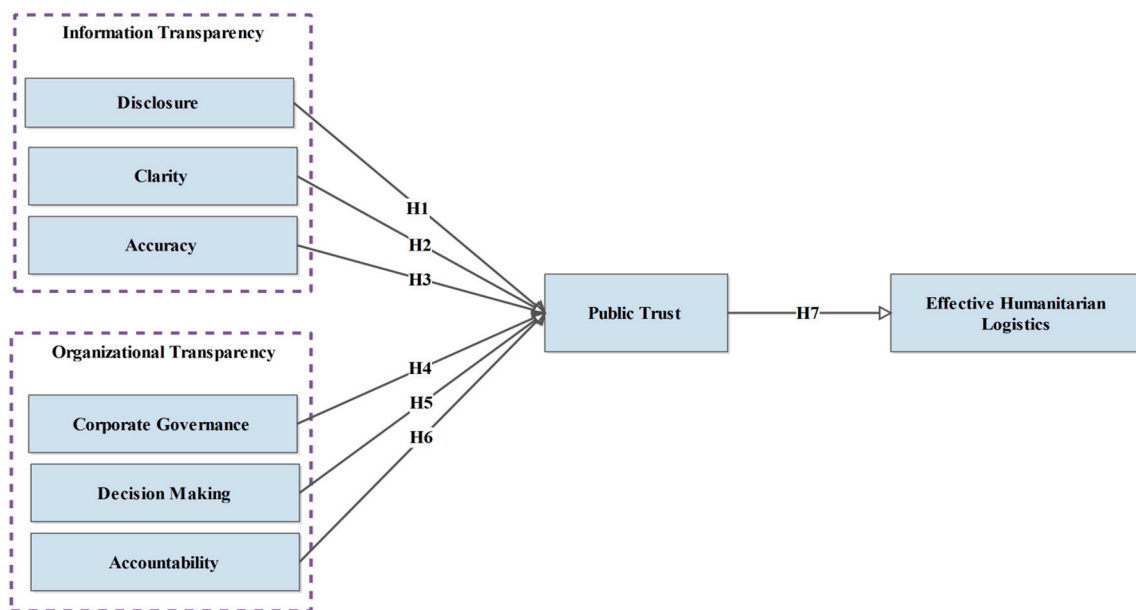 Information Transparency
Disclosure
Clarity
Accuracy
H1
H2
H3
Organizational Transparency
Corporate Governance
Decision Making
Accountability
H4
H5
H6
Public Trust
H7
Effective Humanitarian
Logistics